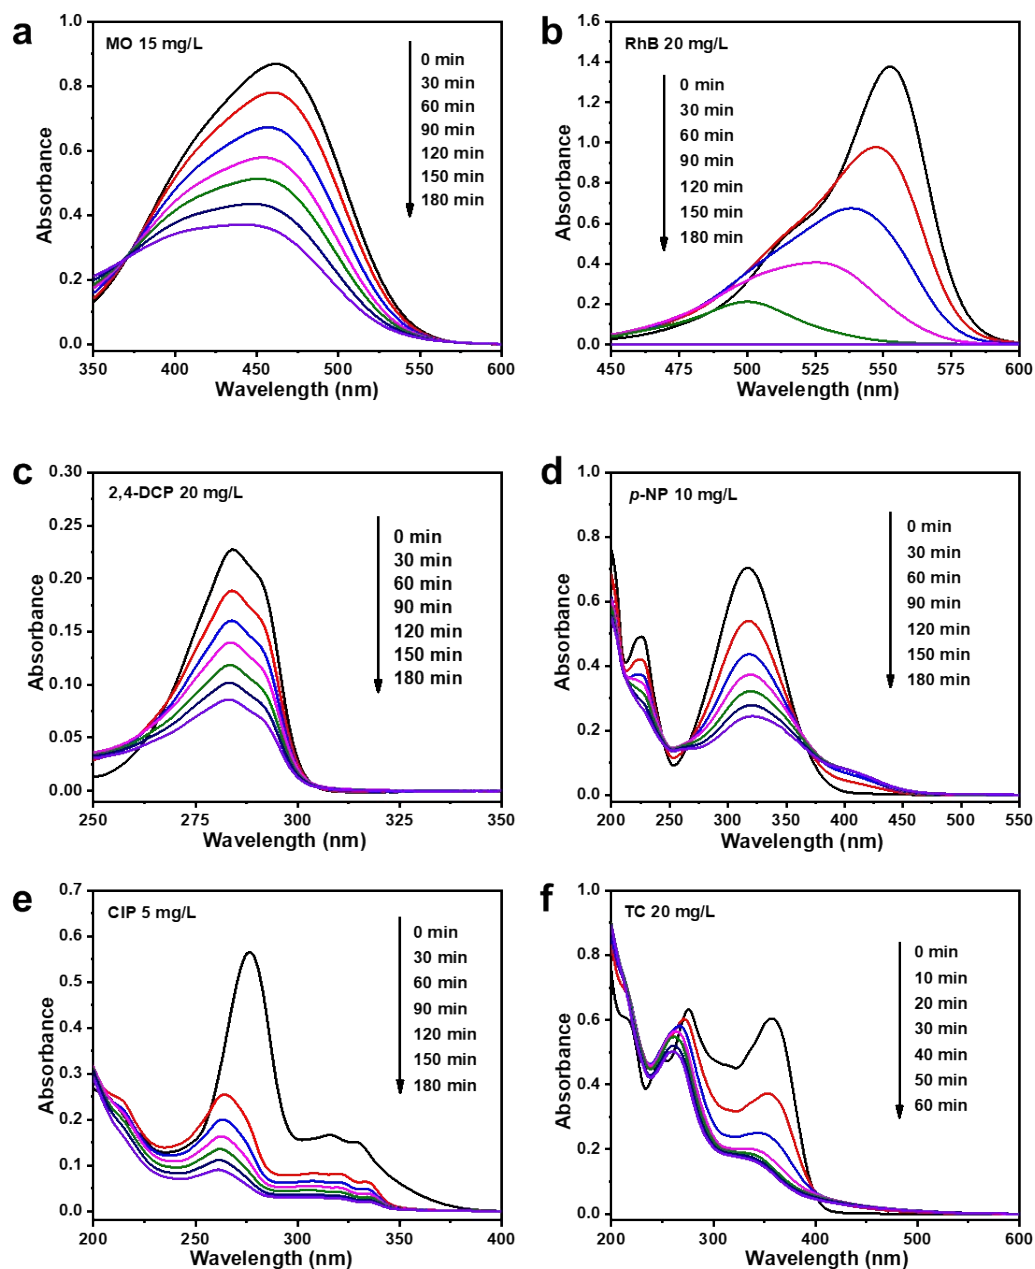 a
MO 15 mg/L
0 min
30 min
60 min
90 min
120 min
150 min
180 min
1.0
0.8
0.6
0.4
0.2
0.0
Absorbance
350 400 450 500 550 600
Wavelength (nm)
b
RhB 20 mg/L
0 min
30 min
60 min
90 min
120 min
150 min
180 min
1.6
1.4
1.2
1.0
0.8
0.6
0.4
0.2
0.0
Absorbance
450 475 500 525 550 575 600
Wavelength (nm)
c
2,4-DCP 20 mg/L
0 min
30 min
60 min
90 min
120 min
150 min
180 min
0.30
0.25
0.20
0.15
0.10
0.05
0.00
Absorbance
250 275 300 325 350
Wavelength (nm)
d
p-NP 10 mg/L
0 min
30 min
60 min
90 min
120 min
150 min
180 min
1.0
0.8
0.6
0.4
0.2
0.0
Absorbance
200 250 300 350 400 450 500 550
Wavelength (nm)
e
CIP 5 mg/L
0 min
30 min
60 min
90 min
120 min
150 min
180 min
0.7
0.6
0.5
0.4
0.3
0.2
0.1
0.0
Absorbance
200 250 300 350 400
Wavelength (nm)
f
TC 20 mg/L
0 min
10 min
20 min
30 min
40 min
50 min
60 min
1.0
0.8
0.6
0.4
0.2
0.0
Absorbance
200 300 400 500 600
Wavelength (nm)